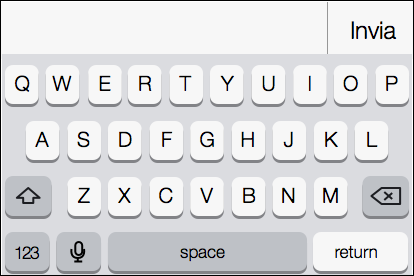 Invia
Q W E R T Y U I O P
A S D F G H J K L
Z X C V B N M
123 space return